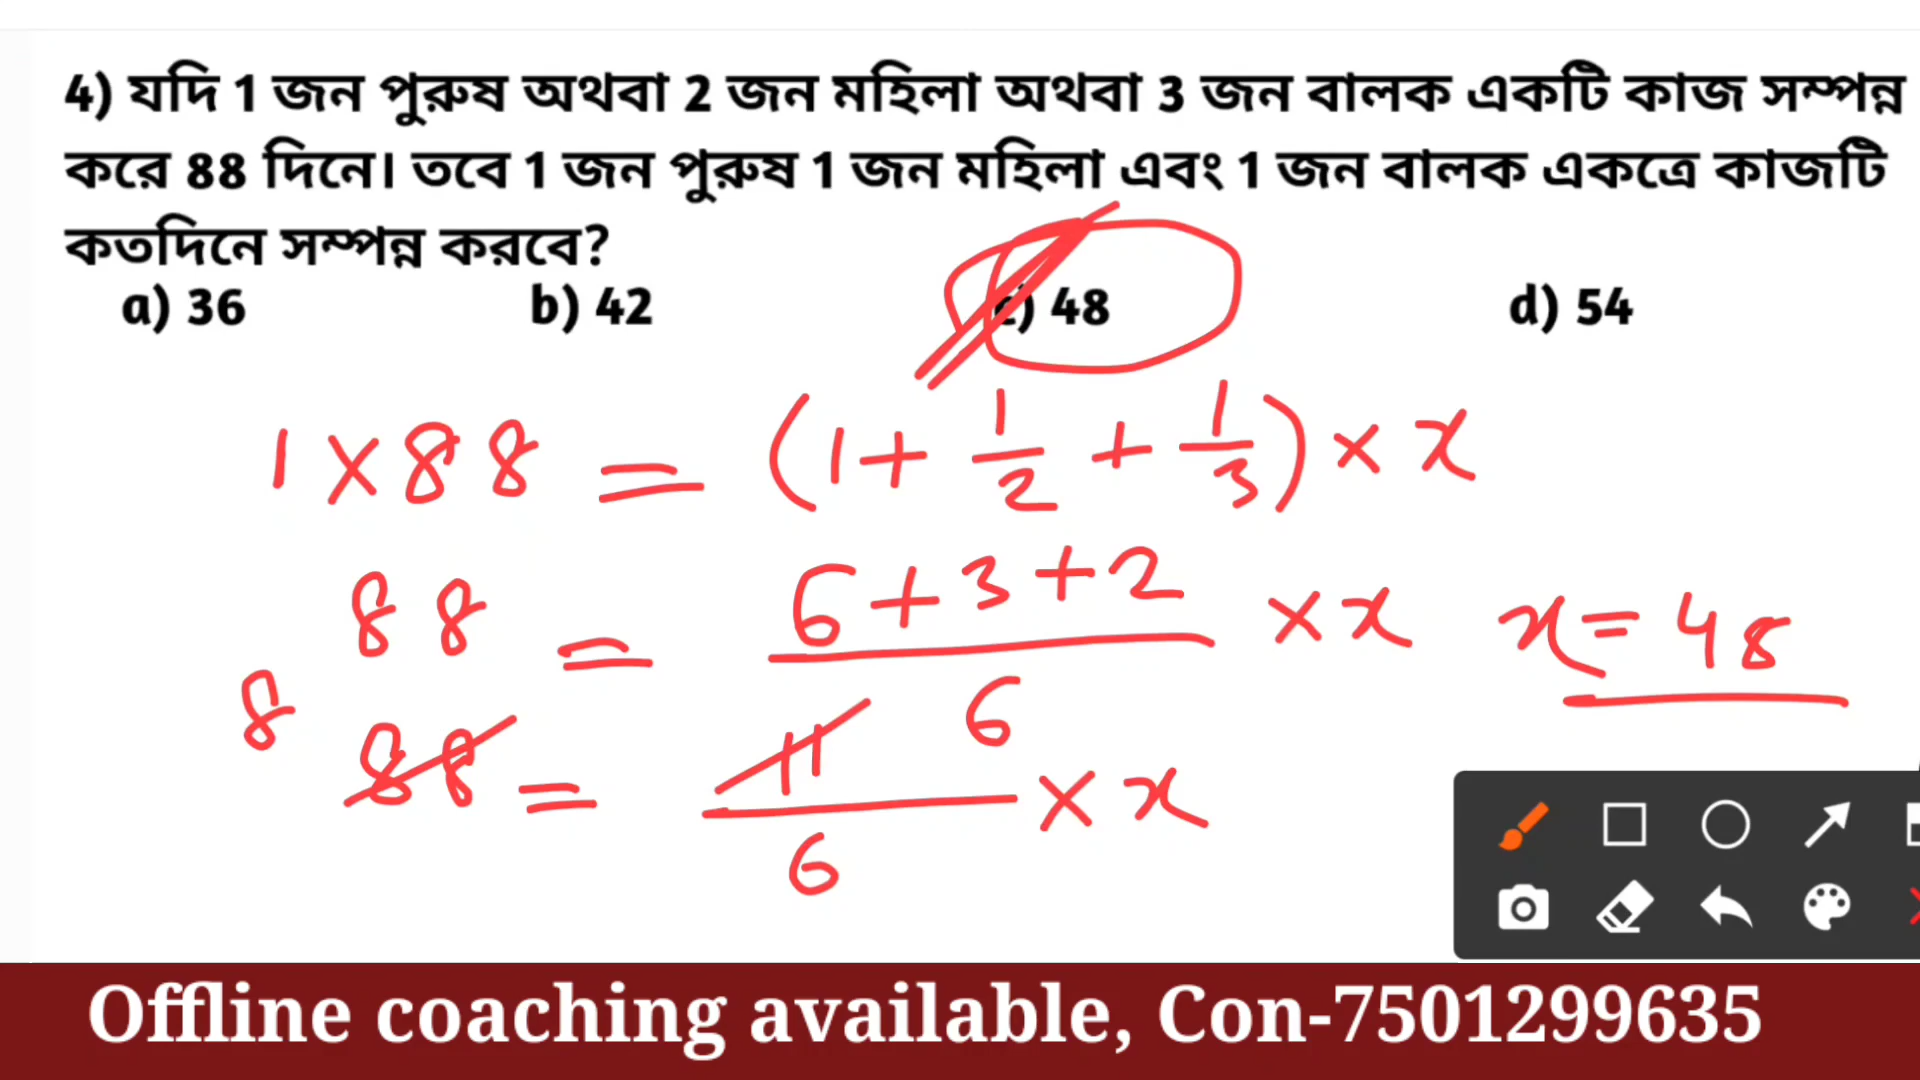 4) যদি 1 জন পুরুষ অথবা 2 জন মহিলা অথবা 3 জন বালক একটি কাজ সম্পন্ন
করে 88 দিনে। তবে 1 জন পুরুষ 1 জন মহিলা এবং 1 জন বালক একত্রে কাজটি
কতদিনে সম্পন্ন করবে?
a) 36 b) 42 c) 48 d) 54
1 × 88 = (1 + 1/2 + 1/3) × x
88 = (6 + 3 + 2)/6 × x x = 48
8
88 = 11/6 × x
Offline coaching available, Con-7501299635